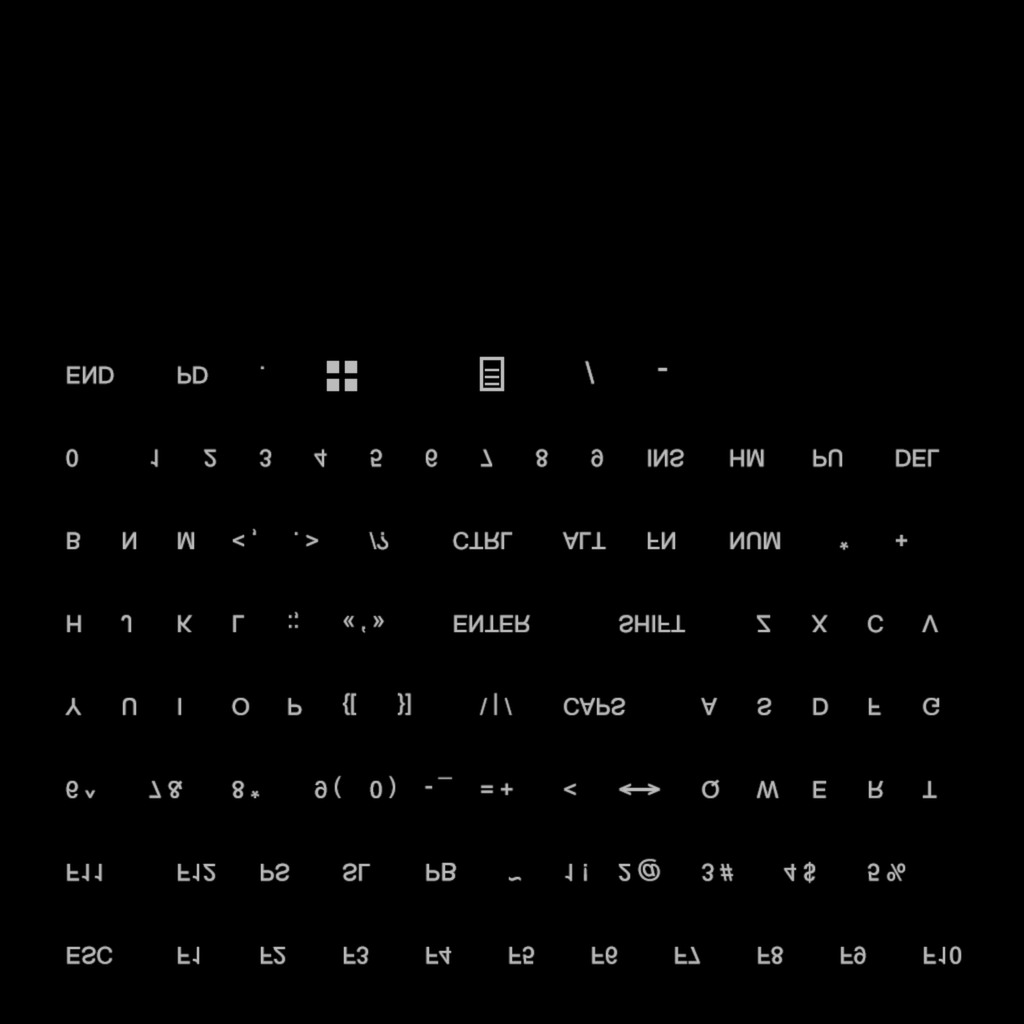 ESC F1 F2 F3 F4 F5 F6 F7 F8 F9 F10
F11 F12 PS SL PB ~ 1! 2@ 3# 4$ 5%
6^ 7& 8* 9( 0) -_ =+ < ↔ Q W E R T
Y U I O P {[ }] \|/ CAPS A S D F G
H J K L :; «'» ENTER SHIFT Z X C V
B N M <, .> /? CTRL ALT FN NUM * +
0 1 2 3 4 5 6 7 8 9 INS HM PU DEL
END PD . / -